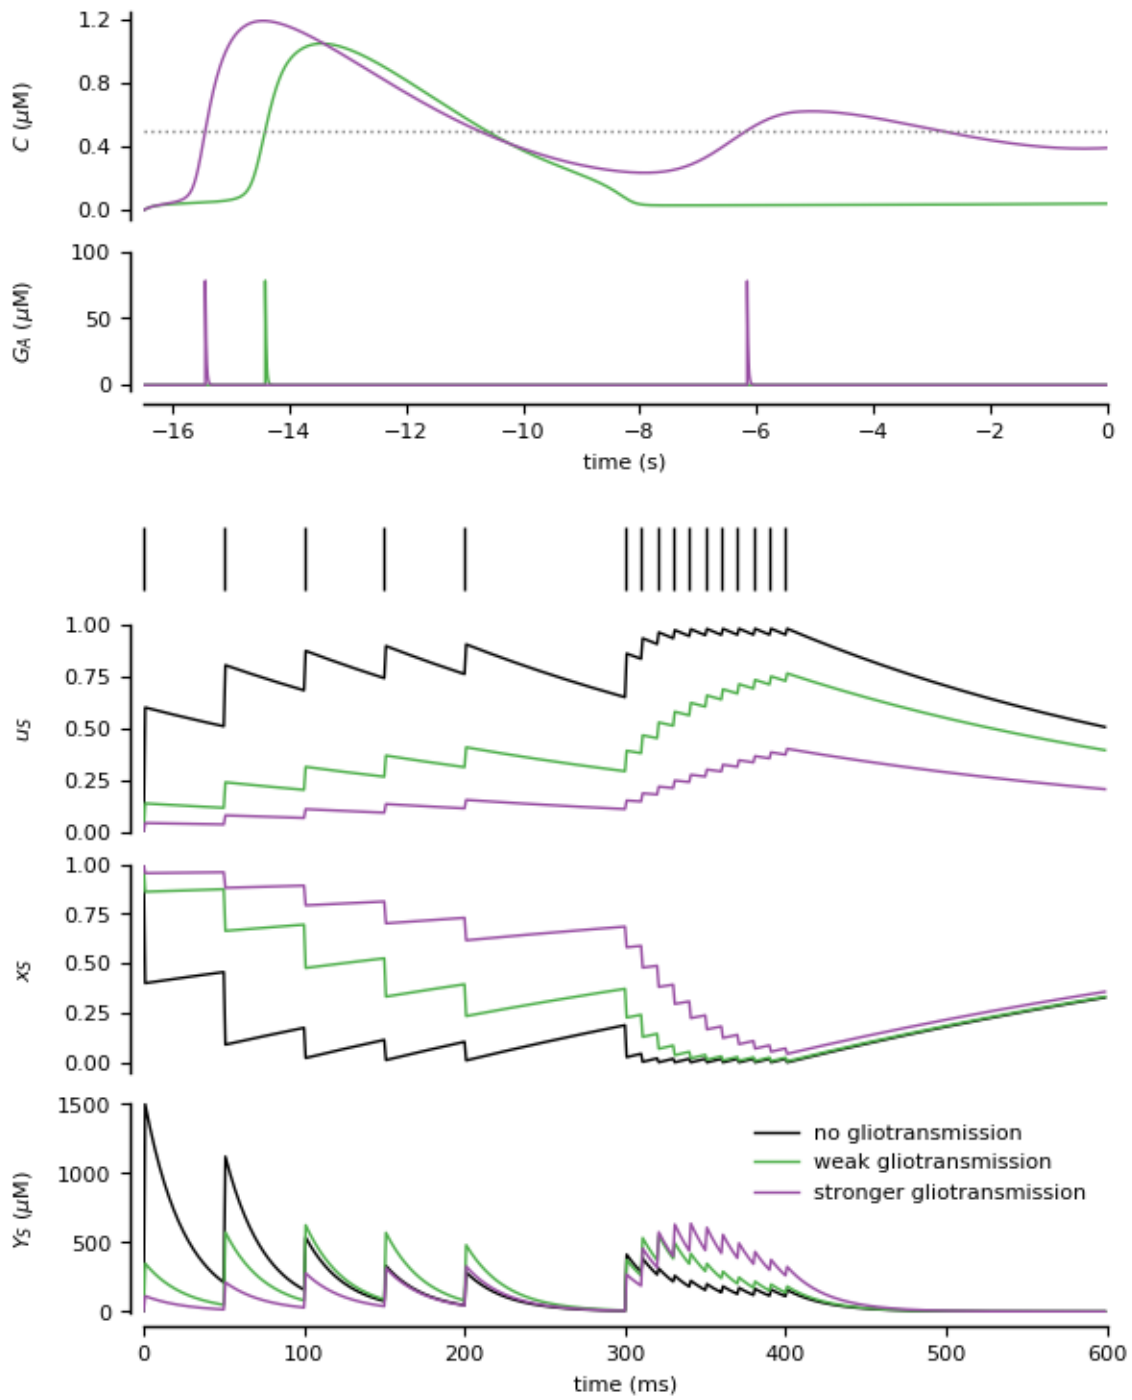 1.2
0.8
0.4
0.0
C (μM)
100
50
0
G_A (μM)
−16 −14 −12 −10 −8 −6 −4 −2 0
time (s)
1.00
0.75
0.50
0.25
0.00
u_S
1.00
0.75
0.50
0.25
0.00
x_S
1500
1000
500
0
Y_S (μM)
no gliotransmission
weak gliotransmission
stronger gliotransmission
0 100 200 300 400 500 600
time (ms)